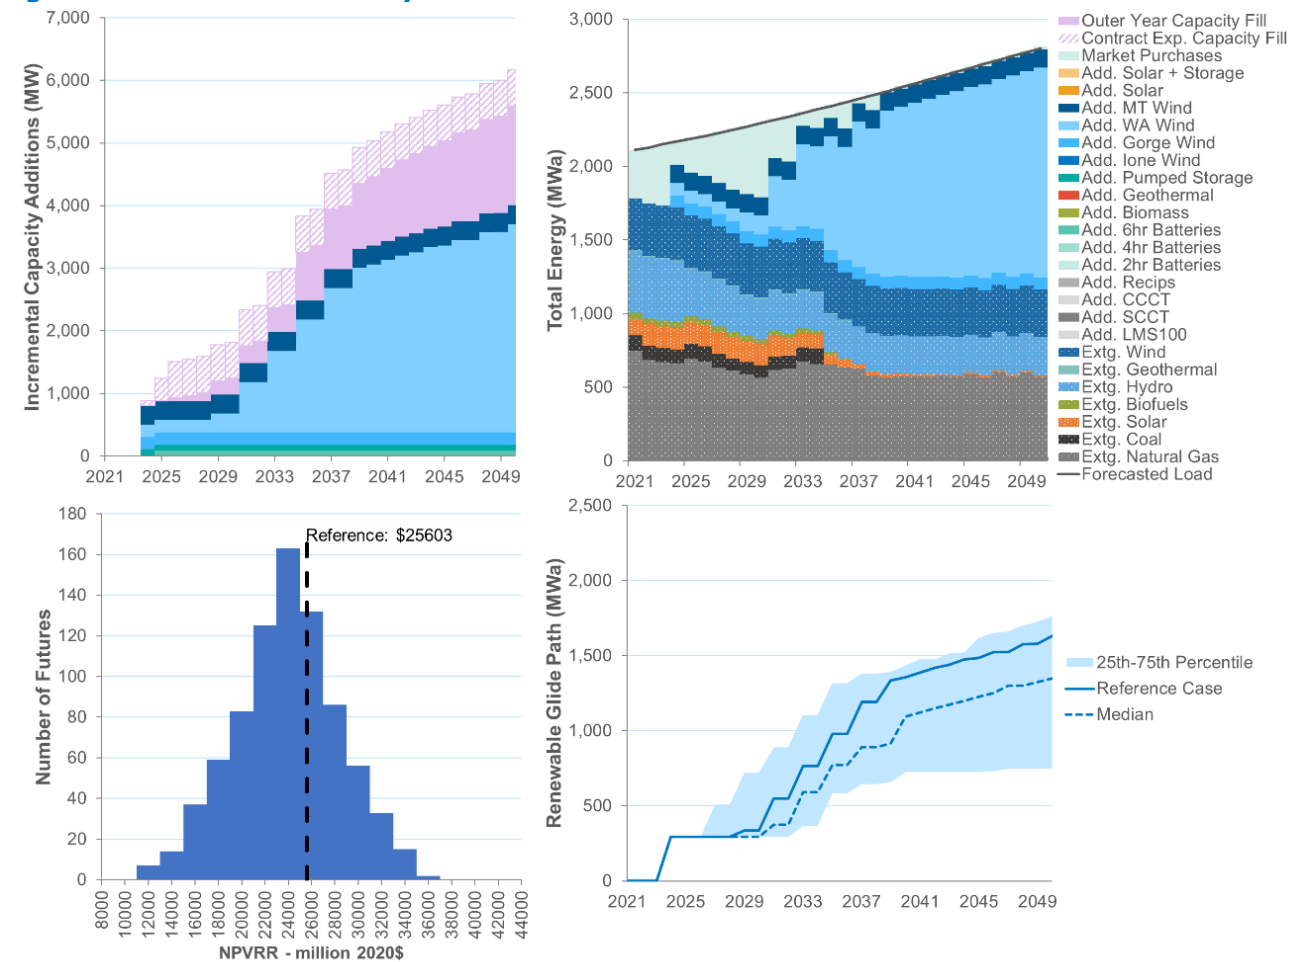 7,000
6,000
5,000
4,000
3,000
2,000
1,000
0
Incremental Capacity Additions (MW)
2021 2025 2029 2033 2037 2041 2045 2049
3,000
2,500
2,000
1,500
1,000
500
0
Total Energy (MWa)
2021 2025 2029 2033 2037 2041 2045 2049
Outer Year Capacity Fill
Contract Exp. Capacity Fill
Market Purchases
Add. Solar + Storage
Add. Solar
Add. MT Wind
Add. WA Wind
Add. Gorge Wind
Add. Ione Wind
Add. Pumped Storage
Add. Geothermal
Add. Biomass
Add. 6hr Batteries
Add. 4hr Batteries
Add. 2hr Batteries
Add. Recips
Add. CCCT
Add. SCCT
Add. LMS100
Extg. Wind
Extg. Geothermal
Extg. Hydro
Extg. Biofuels
Extg. Solar
Extg. Coal
Extg. Natural Gas
Forecasted Load
180
160
140
120
100
80
60
40
20
0
Number of Futures
Reference: $25603
8000 10000 12000 14000 16000 18000 20000 22000 24000 26000 28000 30000 32000 34000 36000 38000 40000 42000 44000
NPVRR - million 2020$
2,500
2,000
1,500
1,000
500
0
Renewable Glide Path (MWa)
2021 2025 2029 2033 2037 2041 2045 2049
25th-75th Percentile
Reference Case
Median